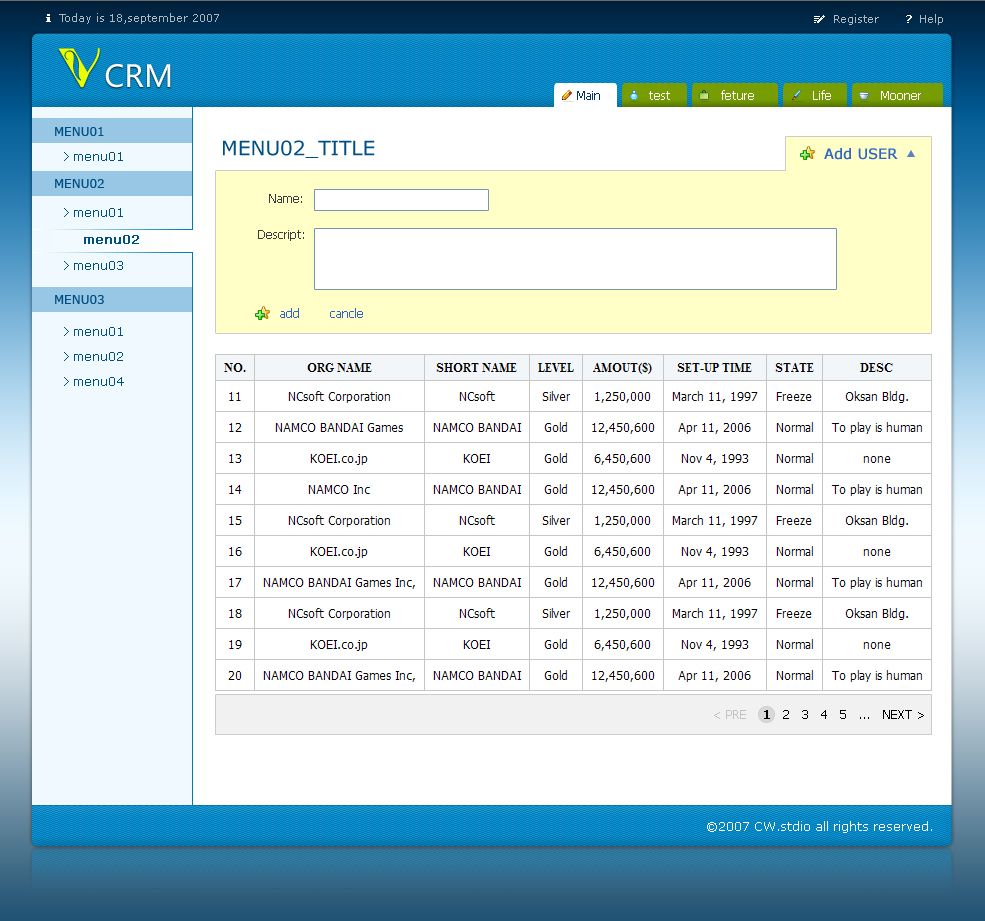 Today is 18,september 2007 Register ? Help
V CRM
Main test feture Life Mooner
MENU01
> menu01
MENU02
> menu01
menu02
> menu03
MENU03
> menu01
> menu02
> menu04
MENU02_TITLE
Add USER ▲
Name:
Descript:
add cancle
NO. ORG NAME SHORT NAME LEVEL AMOUT($) SET-UP TIME STATE DESC
11 NCsoft Corporation NCsoft Silver 1,250,000 March 11, 1997 Freeze Oksan Bldg.
12 NAMCO BANDAI Games NAMCO BANDAI Gold 12,450,600 Apr 11, 2006 Normal To play is human
13 KOEI.co.jp KOEI Gold 6,450,600 Nov 4, 1993 Normal none
14 NAMCO Inc NAMCO BANDAI Gold 12,450,600 Apr 11, 2006 Normal To play is human
15 NCsoft Corporation NCsoft Silver 1,250,000 March 11, 1997 Freeze Oksan Bldg.
16 KOEI.co.jp KOEI Gold 6,450,600 Nov 4, 1993 Normal none
17 NAMCO BANDAI Games Inc, NAMCO BANDAI Gold 12,450,600 Apr 11, 2006 Normal To play is human
18 NCsoft Corporation NCsoft Silver 1,250,000 March 11, 1997 Freeze Oksan Bldg.
19 KOEI.co.jp KOEI Gold 6,450,600 Nov 4, 1993 Normal none
20 NAMCO BANDAI Games Inc, NAMCO BANDAI Gold 12,450,600 Apr 11, 2006 Normal To play is human
< PRE 1 2 3 4 5 ... NEXT >
©2007 CW.stdio all rights reserved.